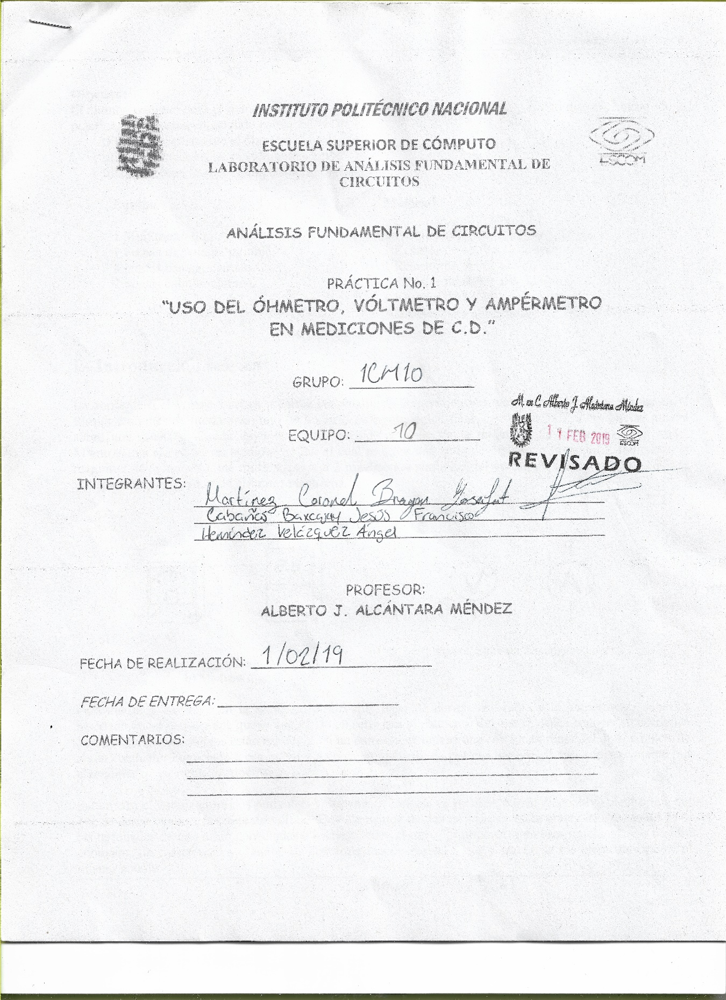 INSTITUTO POLITÉCNICO NACIONAL
ESCUELA SUPERIOR DE CÓMPUTO
LABORATORIO DE ANÁLISIS FUNDAMENTAL DE
CIRCUITOS
ESCOM
ANÁLISIS FUNDAMENTAL DE CIRCUITOS
PRÁCTICA No. 1
“USO DEL ÓHMETRO, VÓLTMETRO Y AMPÉRMETRO
EN MEDICIONES DE C.D.”
GRUPO: 1CM10
M. en C. Alberto J. Alcántara Méndez
EQUIPO: 10
11 FEB 2019
ESCOM
REVISADO
INTEGRANTES:
Martínez Coronel Brayan Yosafat
Cabañas Jesús Francisco
Hernández Velázquez Ángel
PROFESOR:
ALBERTO J. ALCÁNTARA MÉNDEZ
FECHA DE REALIZACIÓN: 1/02/19
FECHA DE ENTREGA:
COMENTARIOS: